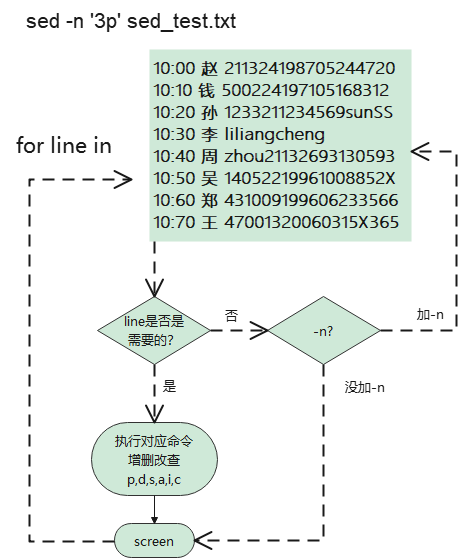 sed -n '3p' sed_test.txt
10:00 赵 211324198705244720
10:10 钱 500224197105168312
10:20 孙 1233211234569sunSS
10:30 李 liliangcheng
10:40 周 zhou21132693130593
10:50 吴 14052219961008852X
10:60 郑 431009199606233566
10:70 王 47001320060315X365
for line in
line是否是
需要的?
否
-n?
加-n
是
没加-n
执行对应命令
增删改查
p,d,s,a,i,c
screen